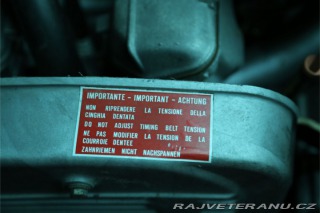 IMPORTANTE - IMPORTANT - ACHTUNG
NON RIPRENDERE LA TENSIONE DELLA
CINGHIA DENTATA
DO NOT ADJUST TIMING BELT TENSION
NE PAS MODIFIER LA TENSION DE LA
COURROIE DENTEE
ZAHNRIEMEN NICHT NACHSPANNEN
RAJVETERANU.CZ